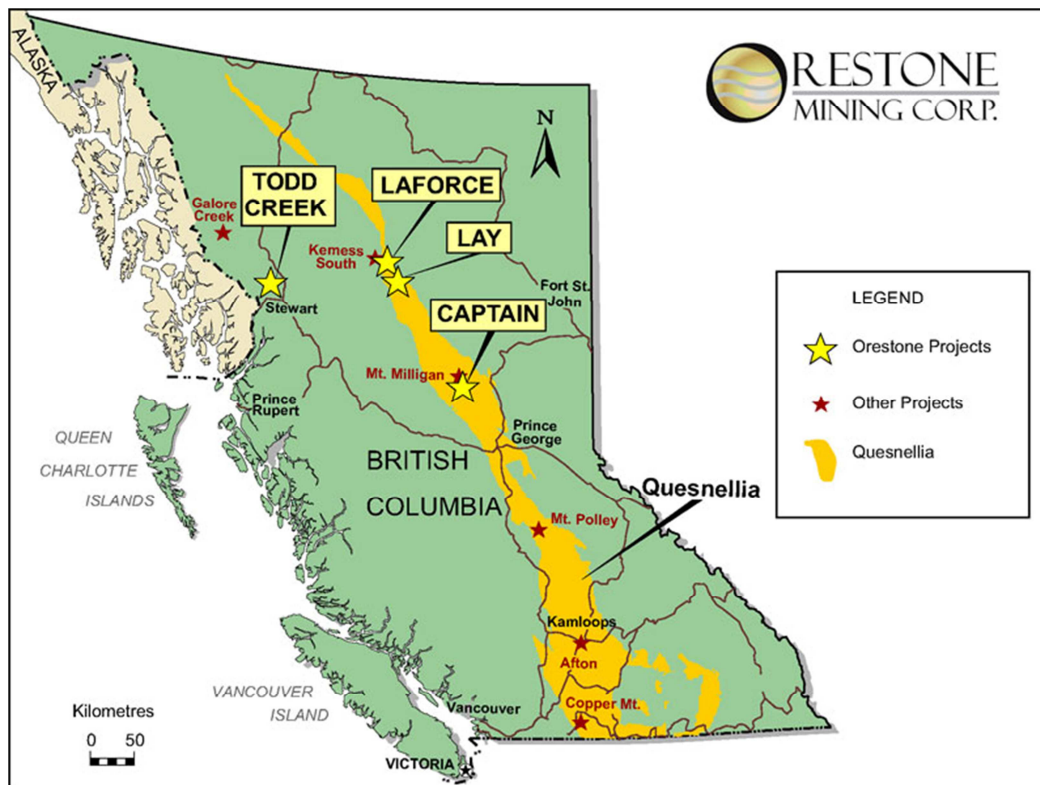 ALASKA
ORESTONE
MINING CORP.
N
TODD
CREEK
LAFORCE
LAY
Galore
Creek
Kemess
South
Stewart
Fort St.
John
CAPTAIN
Mt. Milligan
Prince
Rupert
Prince
George
QUEEN
CHARLOTTE
ISLANDS
BRITISH
COLUMBIA
Quesnellia
Mt. Polley
Kamloops
Afton
Copper Mt.
VANCOUVER
ISLAND
Vancouver
VICTORIA
Kilometres
0 50
LEGEND
Orestone Projects
Other Projects
Quesnellia